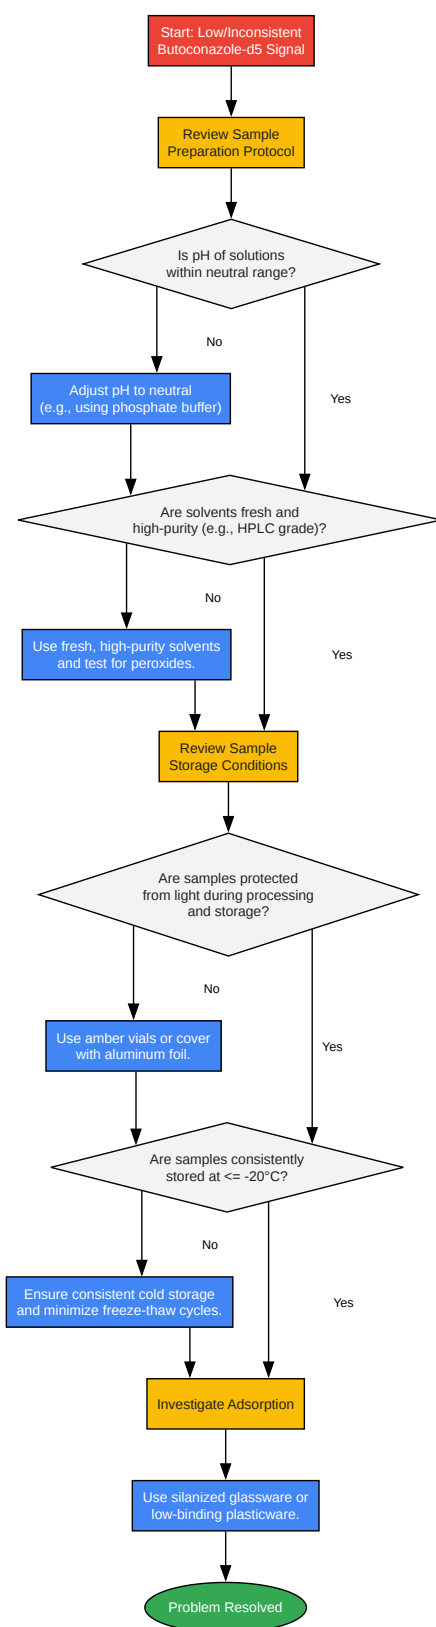 Start: Low/Inconsistent
Butoconazole-d5 Signal
Review Sample
Preparation Protocol
Is pH of solutions
within neutral range?
No
Adjust pH to neutral
(e.g., using phosphate buffer)
Yes
Are solvents fresh and
high-purity (e.g., HPLC grade)?
No
Use fresh, high-purity solvents
and test for peroxides.
Yes
Review Sample
Storage Conditions
Are samples protected
from light during processing
and storage?
No
Use amber vials or cover
with aluminum foil.
Yes
Are samples consistently
stored at <= -20°C?
No
Ensure consistent cold storage
and minimize freeze-thaw cycles.
Yes
Investigate Adsorption
Use silanized glassware or
low-binding plasticware.
Problem Resolved